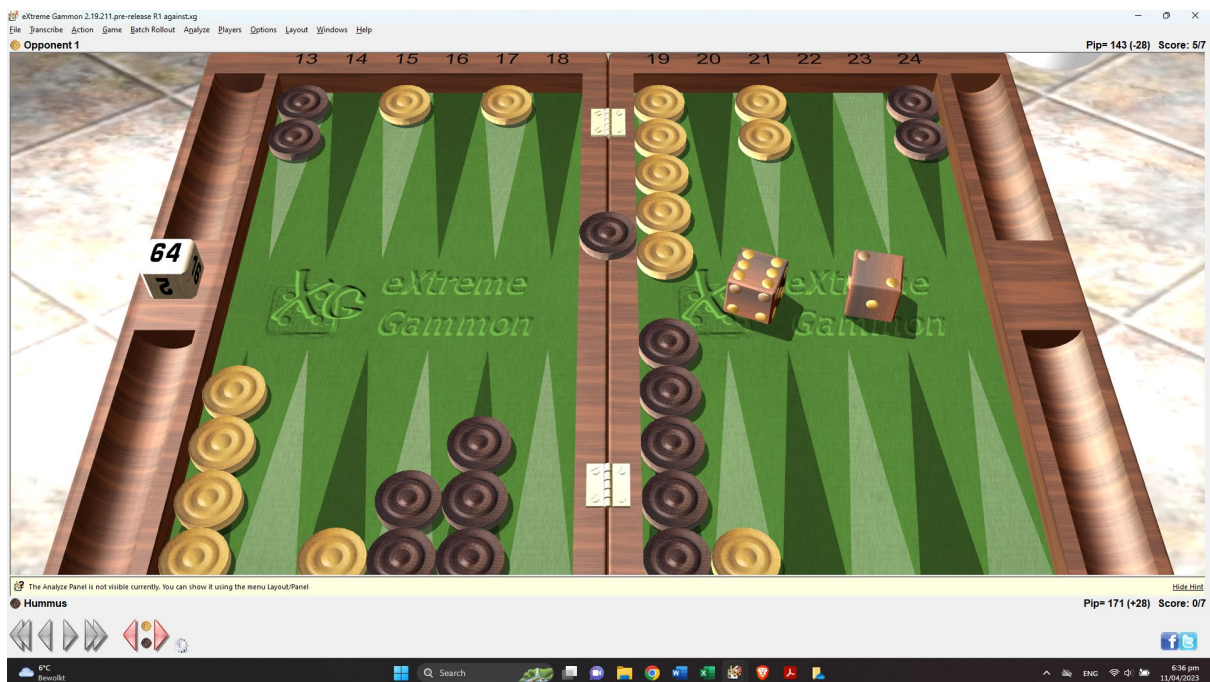 eXtreme Gammon 2.19.211.pre-release R1 against.xg
File Transcribe Action Game Batch Rollout Analyze Players Options Layout Windows Help
Opponent 1 Pip= 143 (-28) Score: 5/7
13 14 15 16 17 18 19 20 21 22 23 24
64
16
2
XG eXtreme Gammon
XG eXtreme Gammon
The Analyze Panel is not visible currently. You can show it using the menu Layout/Panel Hide Hint
Hummus Pip= 171 (+28) Score: 0/7
6°C
Bewolkt
Search
ENG
6:36 pm
11/04/2023